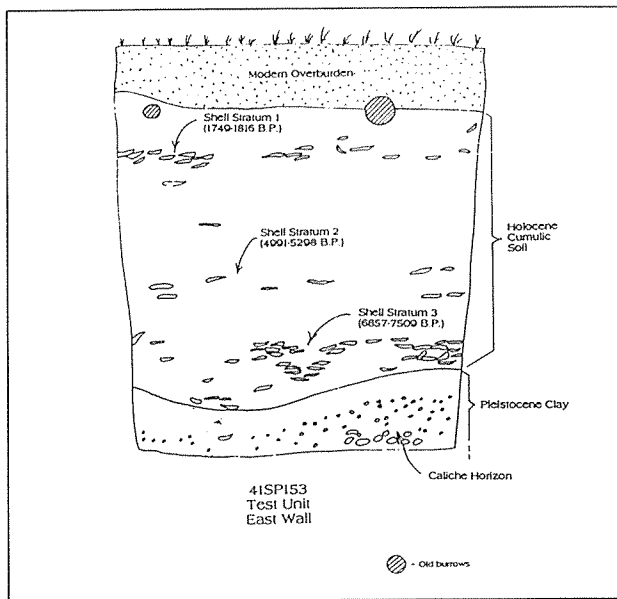 Modern Overburden
Shell Stratum 1
(1749-1816 B.P.)
Shell Stratum 2
(4991-5298 B.P.)
Holocene
Cumulic
Soil
Shell Stratum 3
(6857-7509 B.P.)
Pleistocene Clay
Caliche Horizon
41SP153
Test Unit
East Wall
- Old burrows